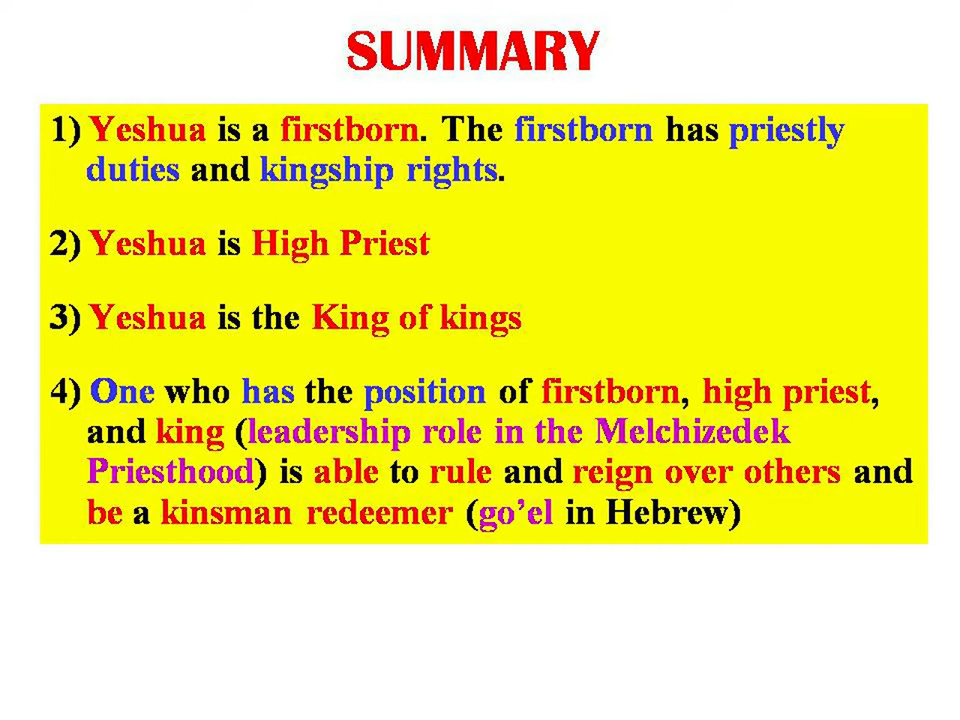 SUMMARY
1) Yeshua is a firstborn. The firstborn has priestly
duties and kingship rights.
2) Yeshua is High Priest
3) Yeshua is the King of kings
4) One who has the position of firstborn, high priest,
and king (leadership role in the Melchizedek
Priesthood) is able to rule and reign over others and
be a kinsman redeemer (go’el in Hebrew)